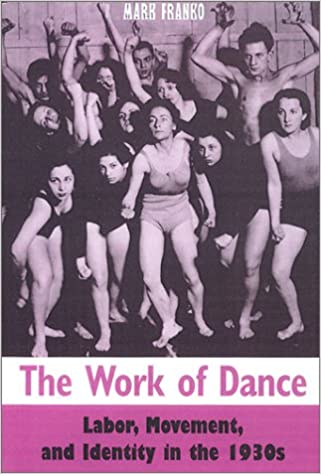 MARK FRANKO
The Work of Dance
Labor, Movement,
and Identity in the 1930s